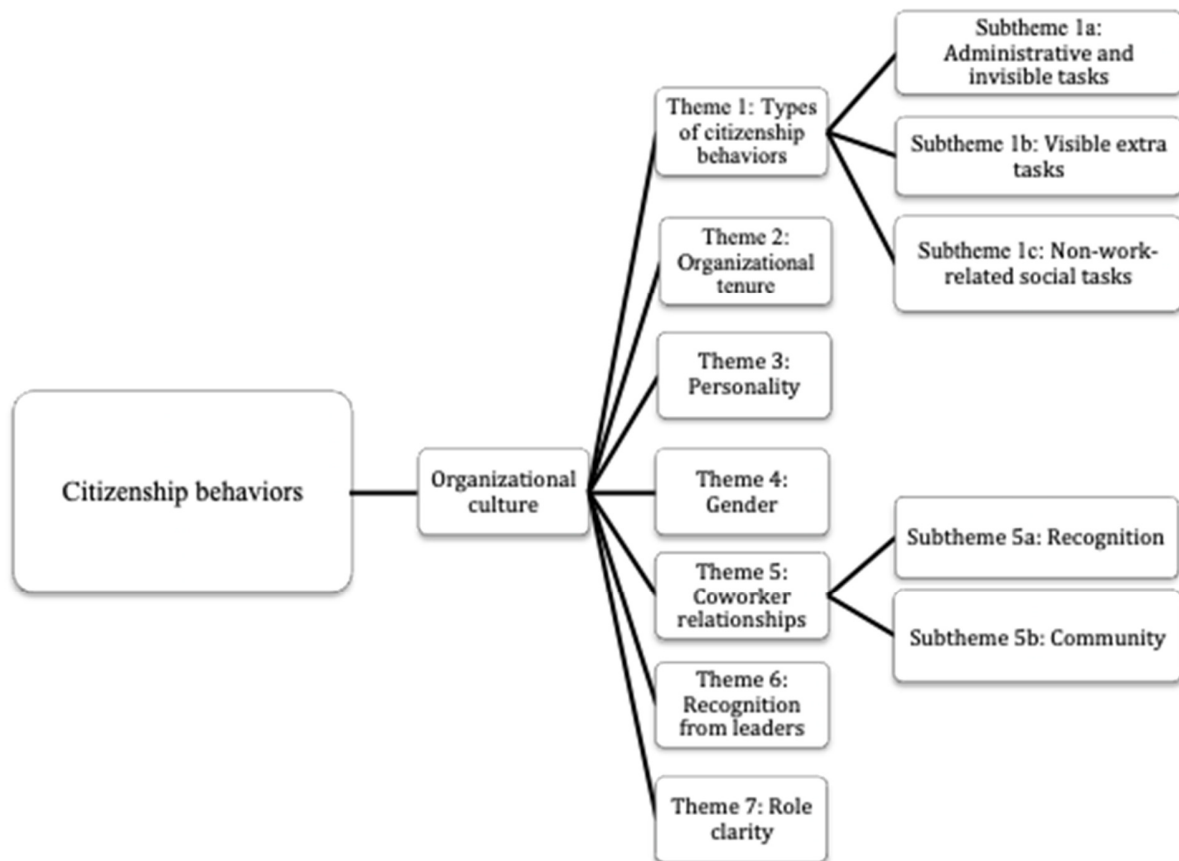 Citizenship behaviors
Organizational
culture
Theme 1: Types
of citizenship
behaviors
Subtheme 1a:
Administrative and
invisible tasks
Subtheme 1b: Visible extra
tasks
Subtheme 1c: Non-work-
related social tasks
Theme 2:
Organizational
tenure
Theme 3:
Personality
Theme 4:
Gender
Theme 5:
Coworker
relationships
Subtheme 5a: Recognition
Subtheme 5b: Community
Theme 6:
Recognition
from leaders
Theme 7: Role
clarity